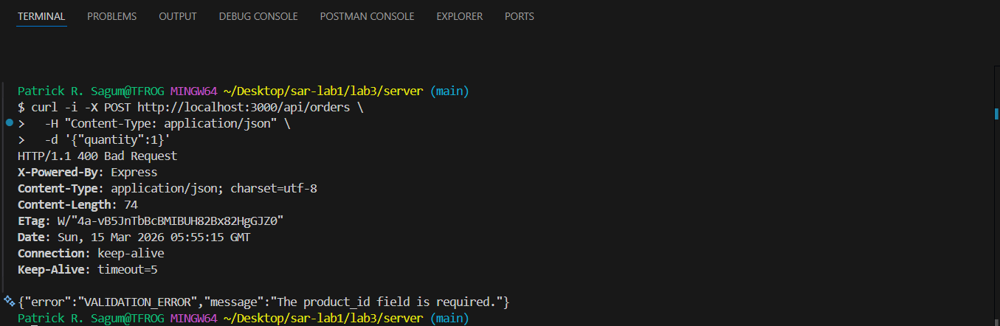 TERMINAL PROBLEMS OUTPUT DEBUG CONSOLE POSTMAN CONSOLE EXPLORER PORTS
Patrick R. Sagum@TFROG MINGW64 ~/Desktop/sar-lab1/lab3/server (main)
$ curl -i -X POST http://localhost:3000/api/orders \
>   -H "Content-Type: application/json" \
>   -d '{"quantity":1}'
HTTP/1.1 400 Bad Request
X-Powered-By: Express
Content-Type: application/json; charset=utf-8
Content-Length: 74
ETag: W/"4a-vB5JnTbBcBMIBUH82Bx82HgGJZ0"
Date: Sun, 15 Mar 2026 05:55:15 GMT
Connection: keep-alive
Keep-Alive: timeout=5
{"error":"VALIDATION_ERROR","message":"The product_id field is required."}
Patrick R. Sagum@TFROG MINGW64 ~/Desktop/sar-lab1/lab3/server (main)